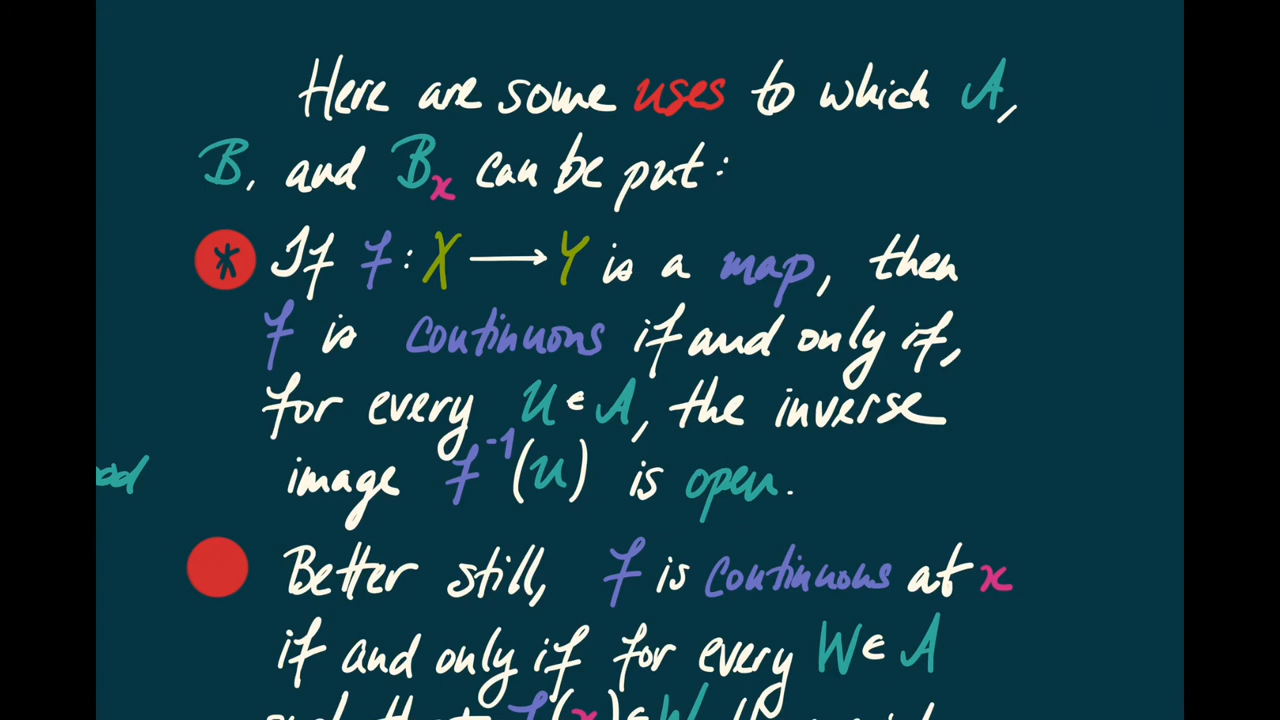 Here are some uses to which A,
B, and Bx can be put:
* If f: X ⟶ Y is a map, then
f is continuous if and only if,
for every U ∈ A, the inverse
image f⁻¹(U) is open.
Better still, f is continuous at x
if and only if for every W ∈ A
such that f(x) ∈ W